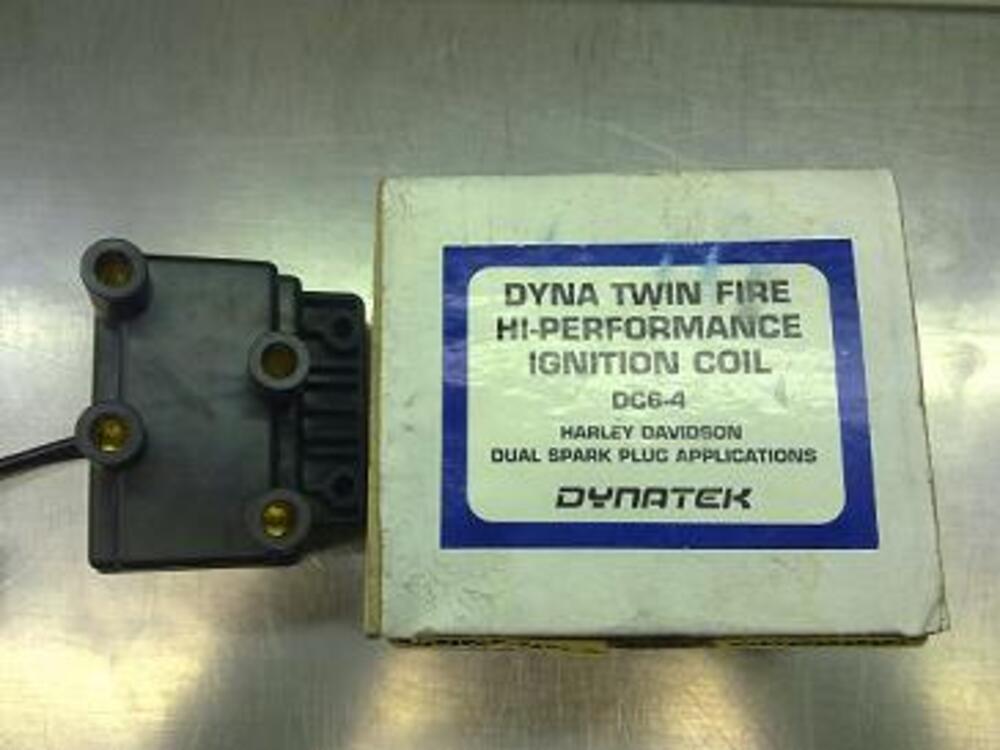 DYNA TWIN FIRE
HI-PERFORMANCE
IGNITION COIL
DC6-4
HARLEY DAVIDSON
DUAL SPARK PLUG APPLICATIONS
DYNATEK